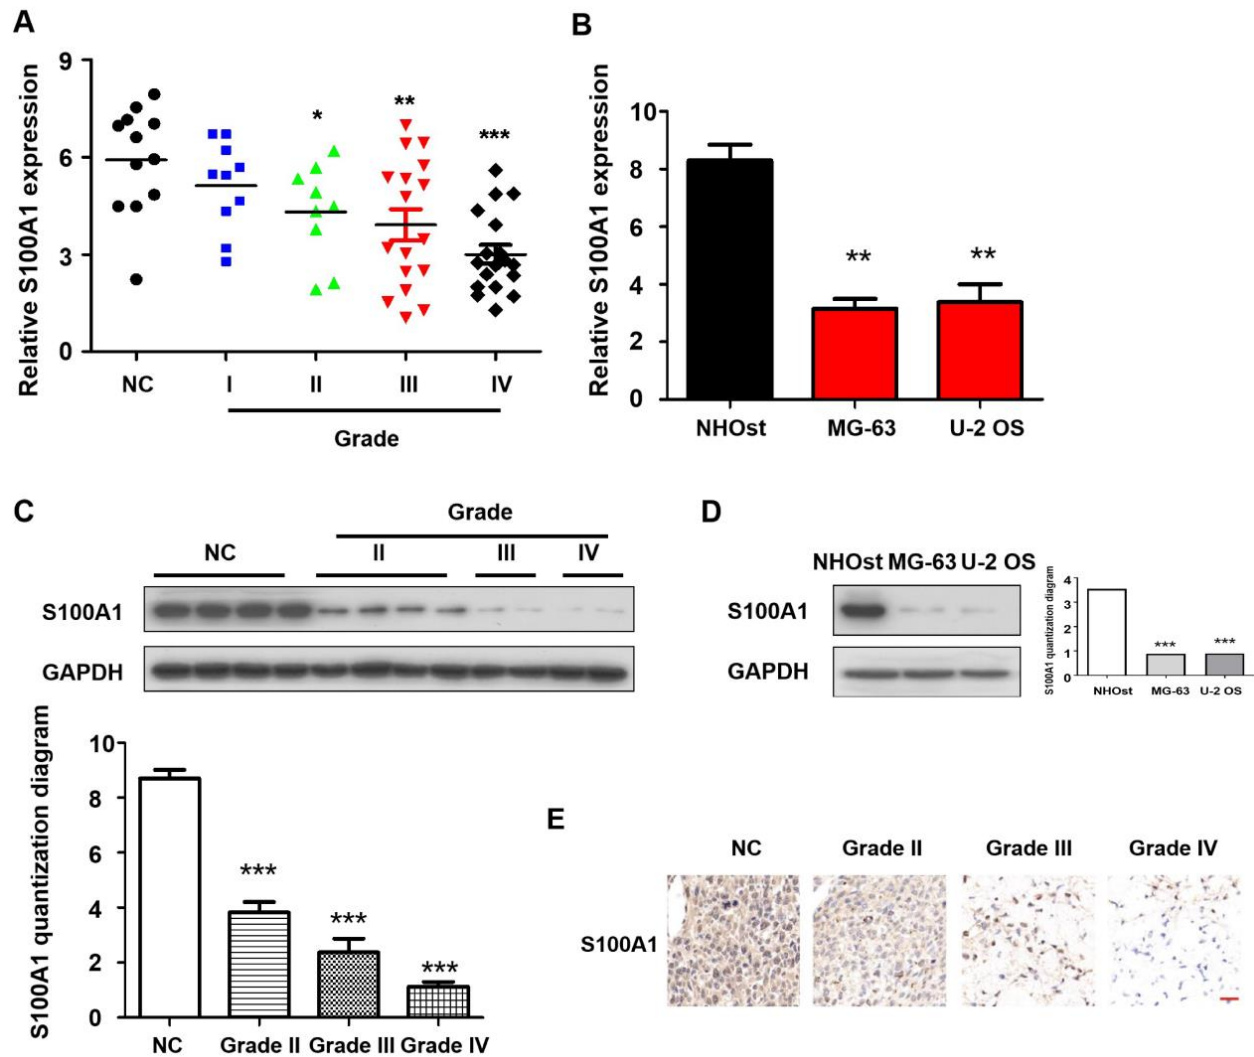 A
Relative S100A1 expression
9
6
3
0
*
**
***
NC I II III IV
Grade
B
Relative S100A1 expression
10
8
6
4
2
0
**
**
NHOst MG-63 U-2 OS
C
Grade
NC II III IV
S100A1
GAPDH
S100A1 quantization diagram
10
8
6
4
2
0
***
***
***
NC Grade II Grade III Grade IV
D
NHOst MG-63 U-2 OS
S100A1
GAPDH
S100A1 quantization diagram
4
3
2
1
0
***
***
NHOst MG-63 U-2 OS
E
NC Grade II Grade III Grade IV
S100A1